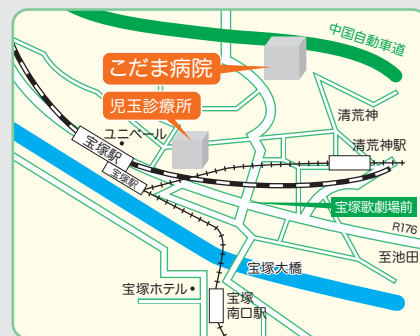 中国自動車道
こだま病院
児玉診療所
清荒神
ユニベール
清荒神駅
宝塚駅
宝塚駅
宝塚歌劇場前
R176
至池田
宝塚大橋
宝塚ホテル
宝塚
南口駅